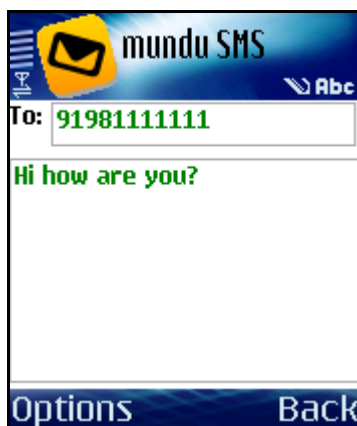 mundu SMS
Abc
To: 91981111111
Hi how are you?
Options Back